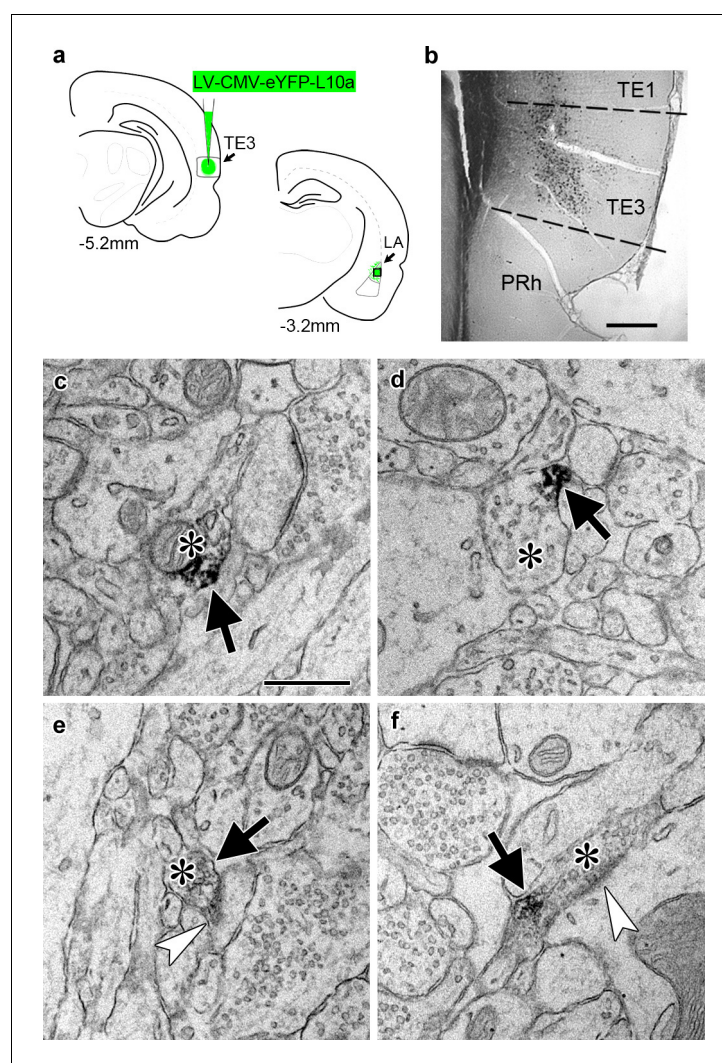 a
LV-CMV-eYFP-L10a
TE3
-5.2mm
LA
-3.2mm
b
TE1
TE3
PRh
c
*
d
*
e
*
f
*